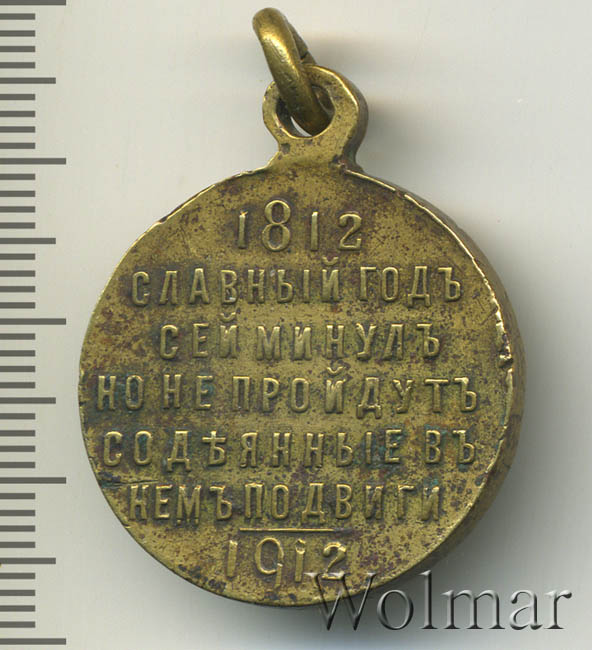 1812
СЛАВНЫЙ ГОДЪ
СЕЙ МИНУЛЪ
НО НЕ ПРОЙДУТЪ
СОДѢЯННЫЕ ВЪ
НЕМЪ ПОДВИГИ
1912
Wolmar